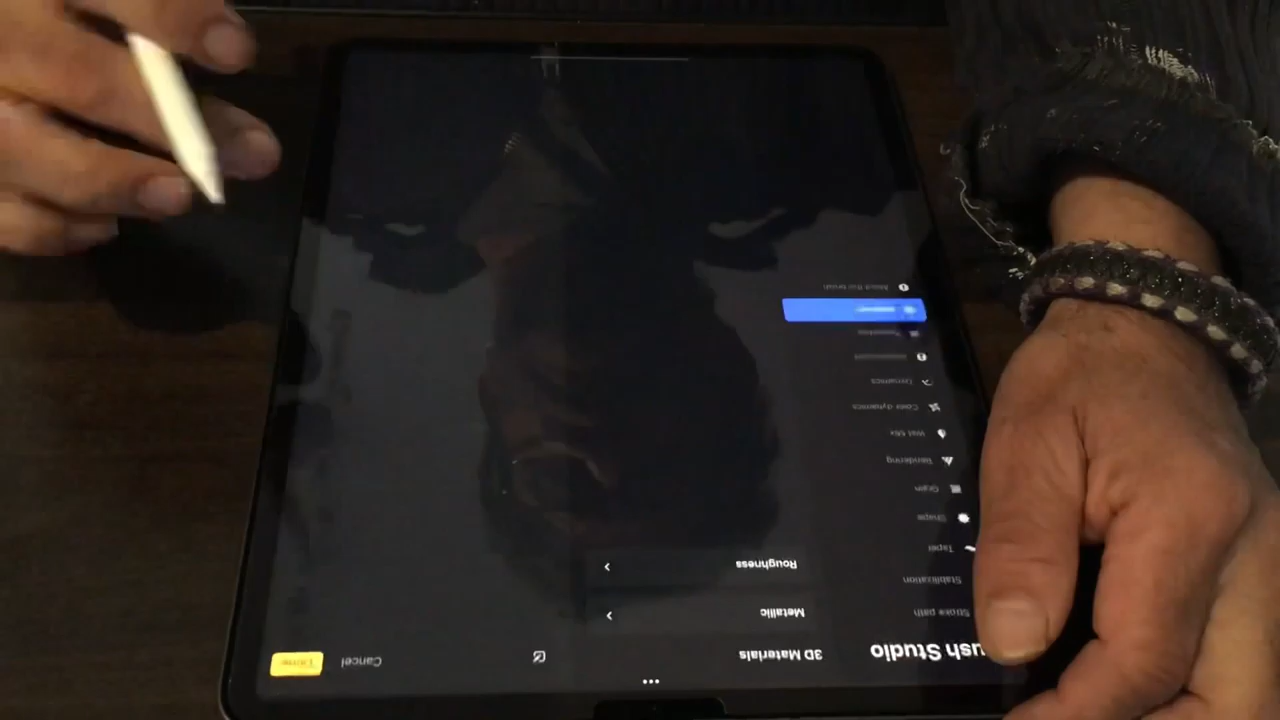 ush Studio
Stroke path
Stabilization
Taper
Shape
Grain
Rendering
Wet Mix
Color dynamics
Dynamics
About this brush
3D Materials
Metallic
Roughness
Cancel
Done